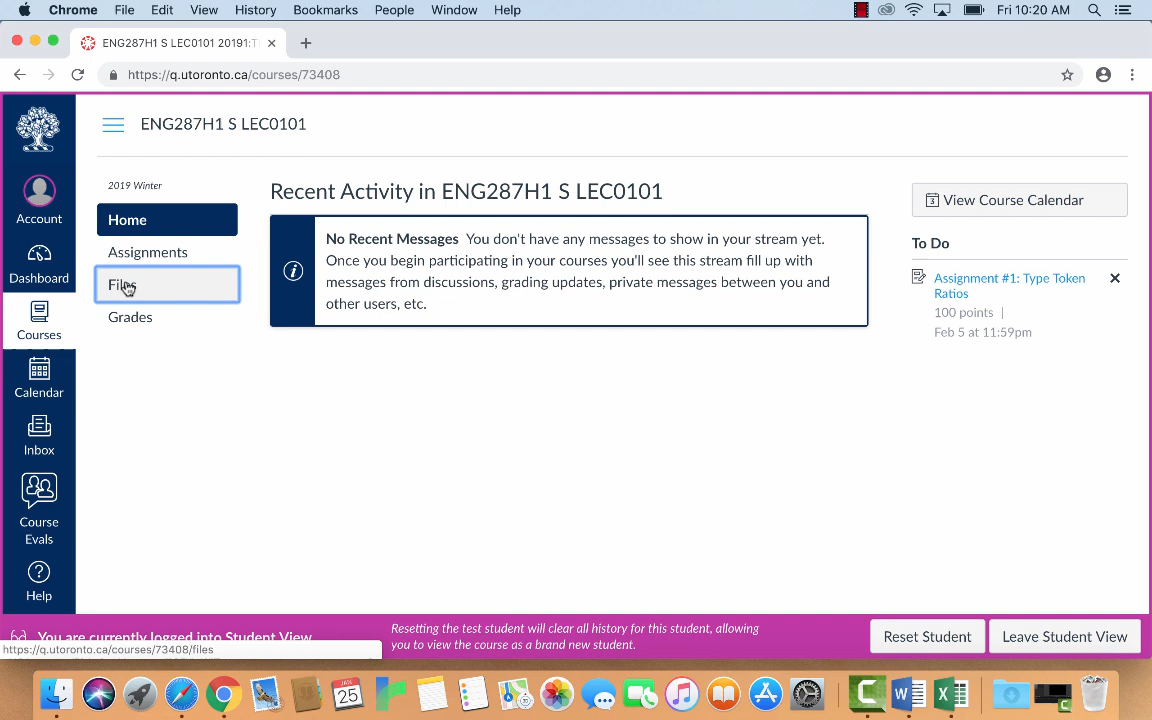 Chrome File Edit View History Bookmarks People Window Help Fri 10:20 AM
ENG287H1 S LEC0101 20191:T
https://q.utoronto.ca/courses/73408
ENG287H1 S LEC0101
Account
Dashboard
Courses
Calendar
Inbox
Course
Evals
Help
2019 Winter
Home
Assignments
Files
Grades
Recent Activity in ENG287H1 S LEC0101
No Recent Messages You don't have any messages to show in your stream yet.
Once you begin participating in your courses you'll see this stream fill up with
messages from discussions, grading updates, private messages between you and
other users, etc.
View Course Calendar
To Do
Assignment #1: Type Token
Ratios
100 points |
Feb 5 at 11:59pm
You are currently logged into Student View
Resetting the test student will clear all history for this student, allowing
you to view the course as a brand new student.
Reset Student
Leave Student View
https://q.utoronto.ca/courses/73408/files
JAN
25